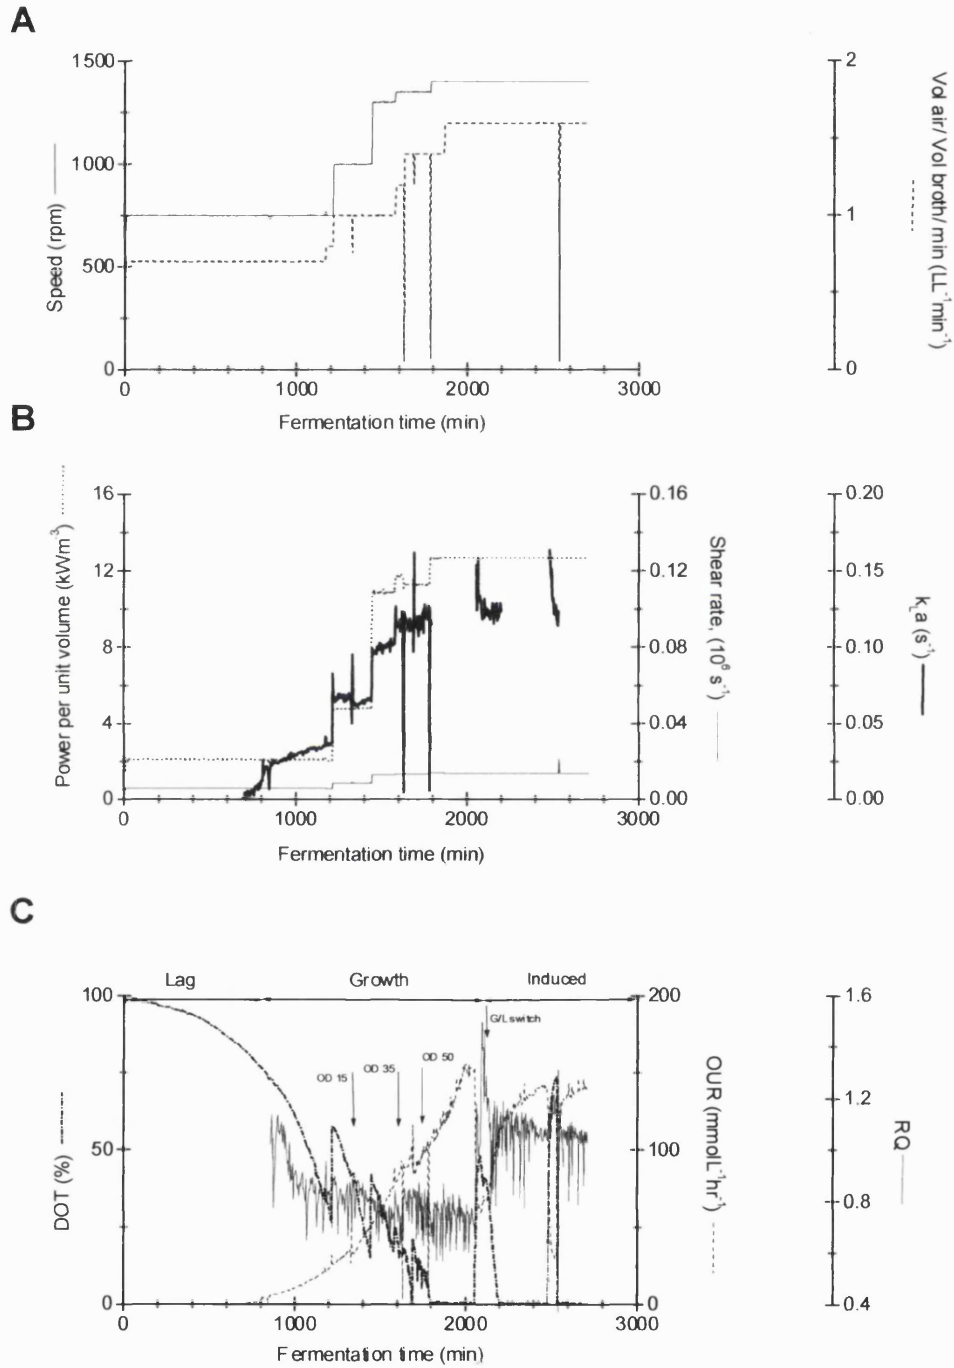 A
1500
1000
500
0
Speed (rpm)
0
1000
2000
3000
Fermentation time (min)
2
1
0
Vol air/Vol broth/min (LL⁻¹min⁻¹)
B
16
12
8
4
0
Power per unit volume (kWm⁻³)
0
1000
2000
3000
Fermentation time (min)
0.16
0.12
0.08
0.04
0.00
Shear rate, (10⁶ s⁻¹)
0.20
0.15
0.10
0.05
0.00
kLa (s⁻¹)
C
Lag
Growth
Induced
100
50
0
DOT (%)
OD 15
OD 35
OD 50
G/L switch
0
1000
2000
3000
Fermentation time (min)
200
100
0
OUR (mmolL⁻¹hr⁻¹)
1.6
1.2
0.8
0.4
RQ